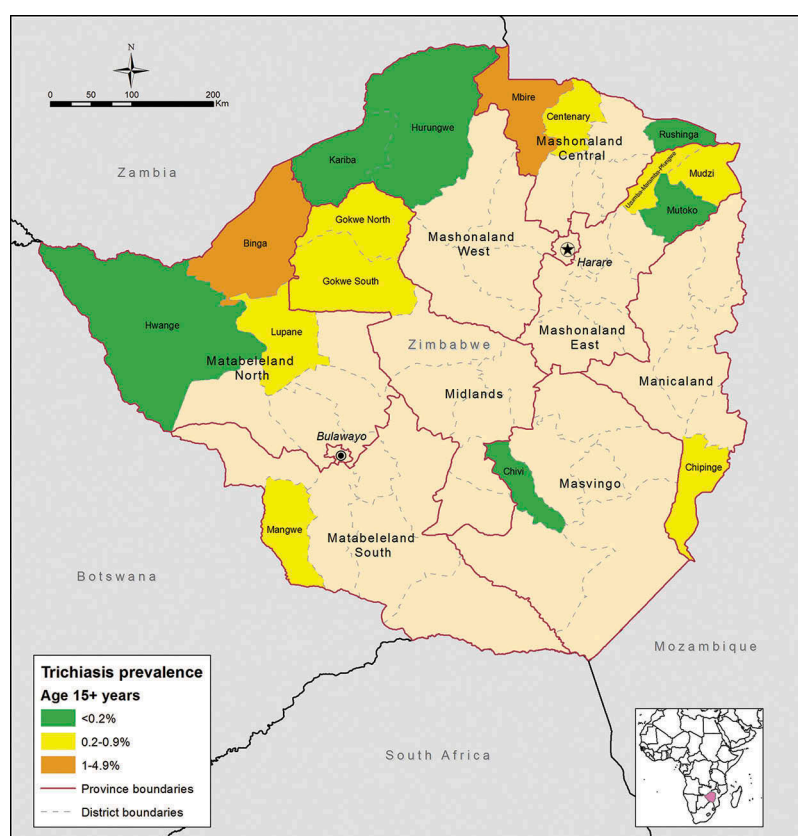 N
0 50 100 200
Km
Zambia
Mbire
Centenary
Hurungwe
Mashonaland
Central
Rushinga
Kariba
Uzumba-Maramba-Pfungwe
Mudzi
Mutoko
Gokwe North
Binga
Mashonaland
West
Harare
Gokwe South
Hwange
Lupane
Mashonaland
East
Zimbabwe
Matabeleland
North
Manicaland
Midlands
Bulawayo
Chivi
Chipinge
Masvingo
Mangwe
Matabeleland
South
Botswana
Mozambique
South Africa
Trichiasis prevalence
Age 15+ years
<0.2%
0.2-0.9%
1-4.9%
Province boundaries
District boundaries